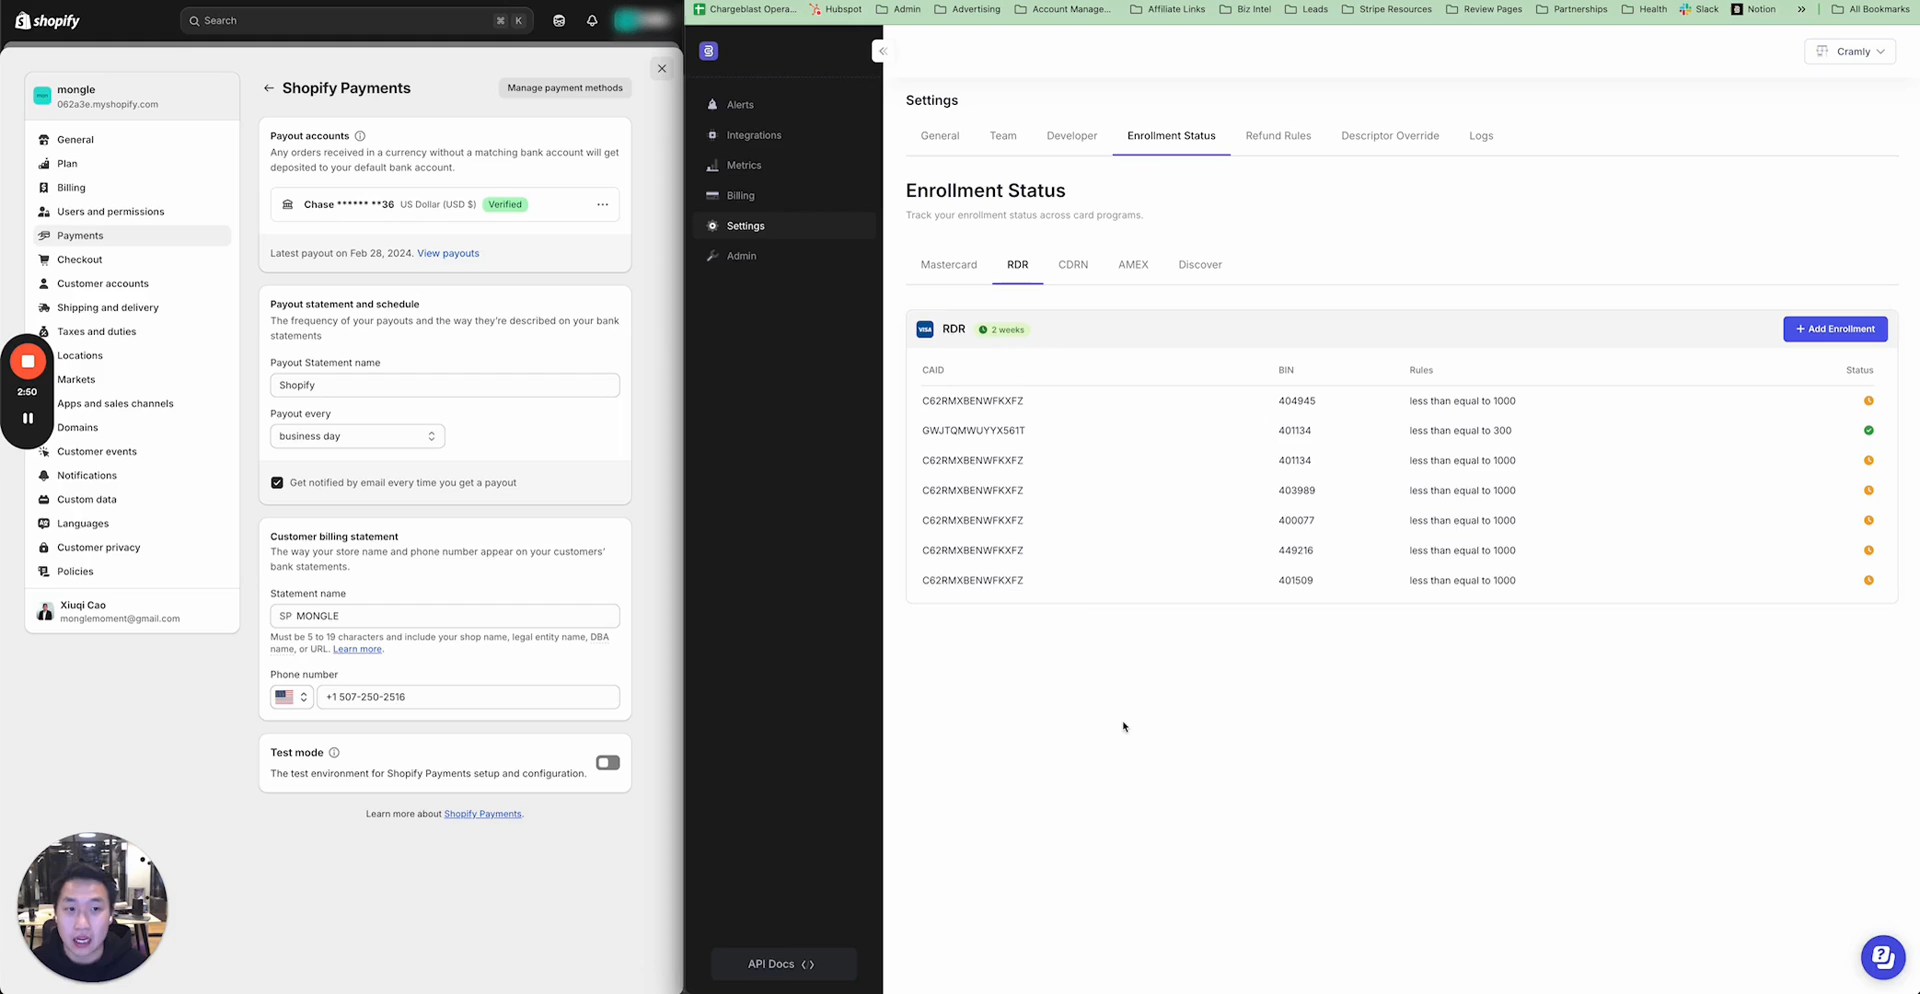 shopify
Search
⌘ K
mongle
062a3e.myshopify.com
General
Plan
Billing
Users and permissions
Payments
Checkout
Customer accounts
Shipping and delivery
Taxes and duties
Locations
Markets
Apps and sales channels
Domains
Customer events
Notifications
Custom data
Languages
Customer privacy
Policies
Xiuqi Cao
monglemoment@gmail.com
2:50
Shopify Payments
Manage payment methods
Payout accounts
Any orders received in a currency without a matching bank account will get
deposited to your default bank account.
Chase ****** **36 US Dollar (USD $) Verified
Latest payout on Feb 28, 2024. View payouts
Payout statement and schedule
The frequency of your payouts and the way they're described on your bank
statements
Payout Statement name
Shopify
Payout every
business day
Get notified by email every time you get a payout
Customer billing statement
The way your store name and phone number appear on your customers'
bank statements.
Statement name
SP MONGLE
Must be 5 to 19 characters and include your shop name, legal entity name, DBA
name, or URL. Learn more.
Phone number
+1 507-250-2516
Test mode
The test environment for Shopify Payments setup and configuration.
Learn more about Shopify Payments.
Chargeblast Opera... Hubspot Admin Advertising Account Manage... Affiliate Links Biz Intel Leads Stripe Resources Review Pages Partnerships Health Slack Notion » All Bookmarks
Alerts
Integrations
Metrics
Billing
Settings
Admin
API Docs
Cramly
Settings
General Team Developer Enrollment Status Refund Rules Descriptor Override Logs
Enrollment Status
Track your enrollment status across card programs.
Mastercard RDR CDRN AMEX Discover
VISA RDR 2 weeks + Add Enrollment
CAID BIN Rules Status
C62RMXBENWFKXFZ 404945 less than equal to 1000
GWJTQMWUYYX561T 401134 less than equal to 300
C62RMXBENWFKXFZ 401134 less than equal to 1000
C62RMXBENWFKXFZ 403989 less than equal to 1000
C62RMXBENWFKXFZ 400077 less than equal to 1000
C62RMXBENWFKXFZ 449216 less than equal to 1000
C62RMXBENWFKXFZ 401509 less than equal to 1000